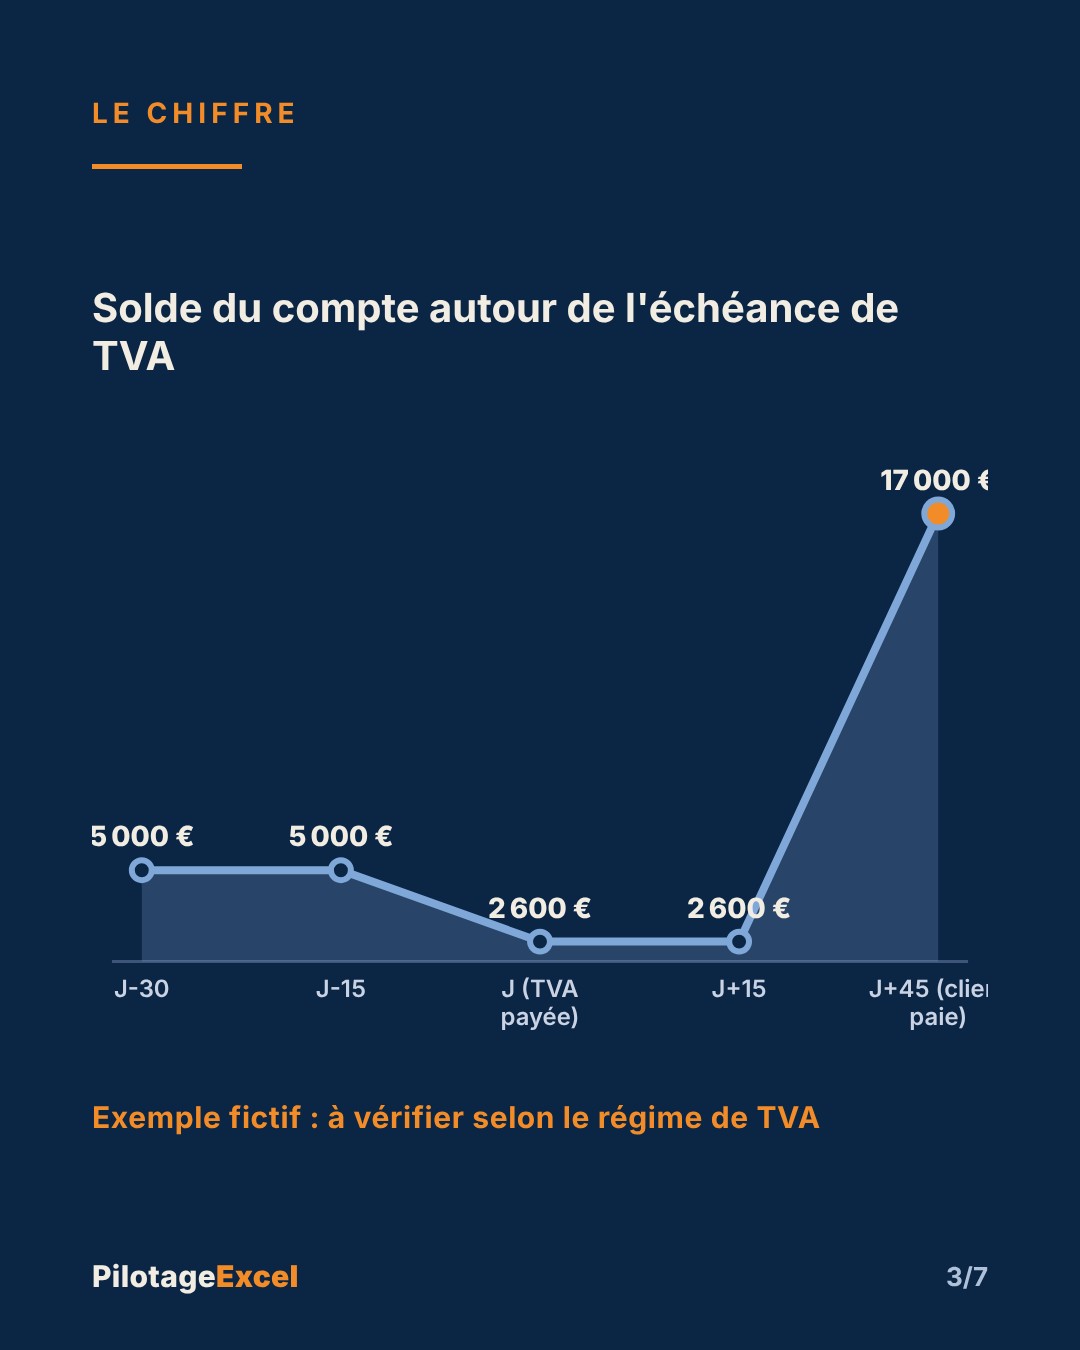 LE CHIFFRE
Solde du compte autour de l'échéance de
TVA
17 000 €
5 000 €
5 000 €
2 600 €
2 600 €
J-30
J-15
J (TVA
payée)
J+15
J+45 (clie
paie)
Exemple fictif : à vérifier selon le régime de TVA
PilotageExcel
3/7